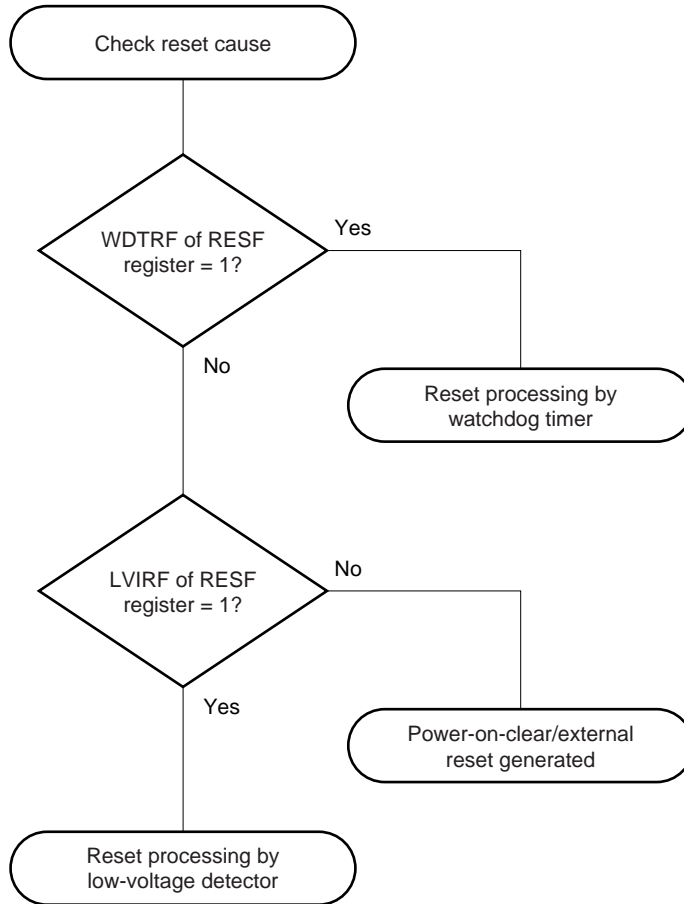 Check reset cause
WDTRF of RESF
register = 1?
Yes
No
Reset processing by
watchdog timer
LVIRF of RESF
register = 1?
No
Yes
Power-on-clear/external
reset generated
Reset processing by
low-voltage detector